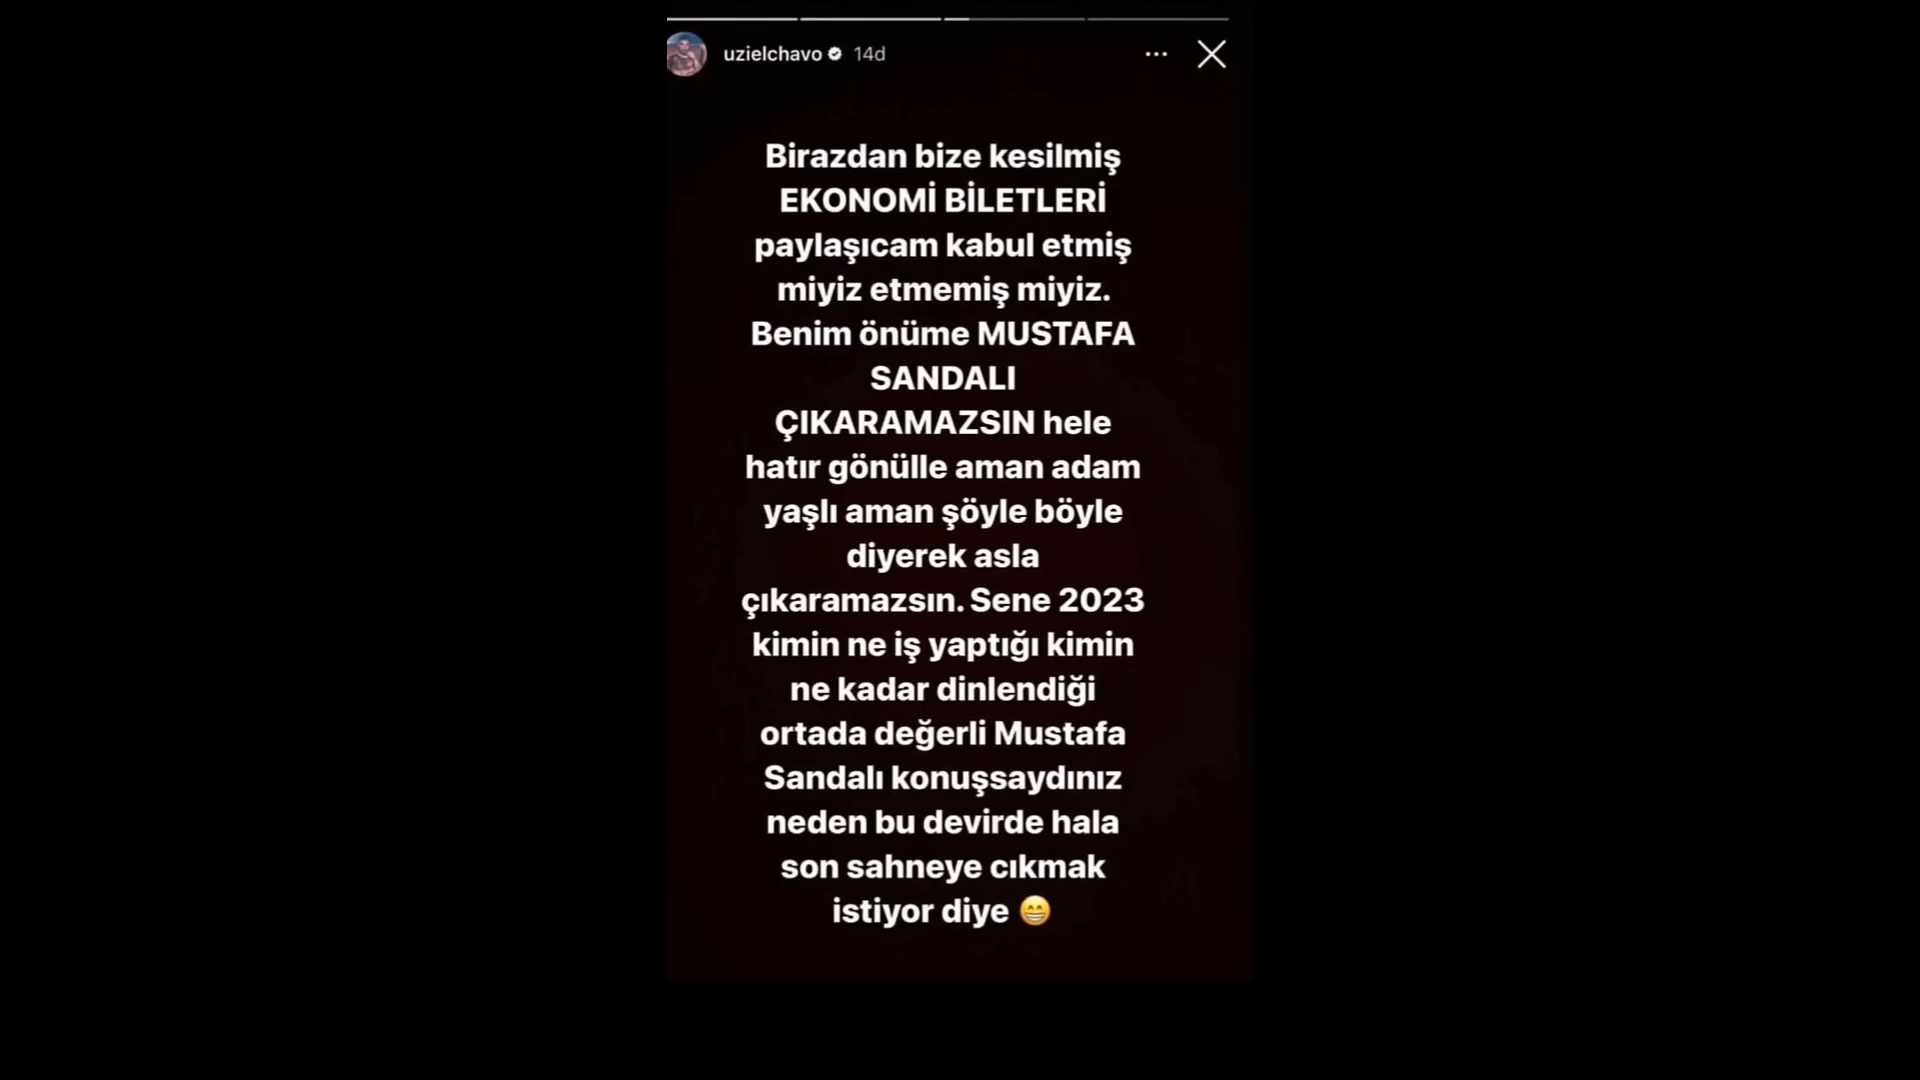 uzielchavo 14d
Birazdan bize kesilmiş
EKONOMİ BİLETLERİ
paylaşıcam kabul etmiş
miyiz etmemiş miyiz.
Benim önüme MUSTAFA
SANDALI
ÇIKARAMAZSIN hele
hatır gönülle aman adam
yaşlı aman şöyle böyle
diyerek asla
çıkaramazsın. Sene 2023
kimin ne iş yaptığı kimin
ne kadar dinlendiği
ortada değerli Mustafa
Sandalı konuşsaydınız
neden bu devirde hala
son sahneye cıkmak
istiyor diye 😁